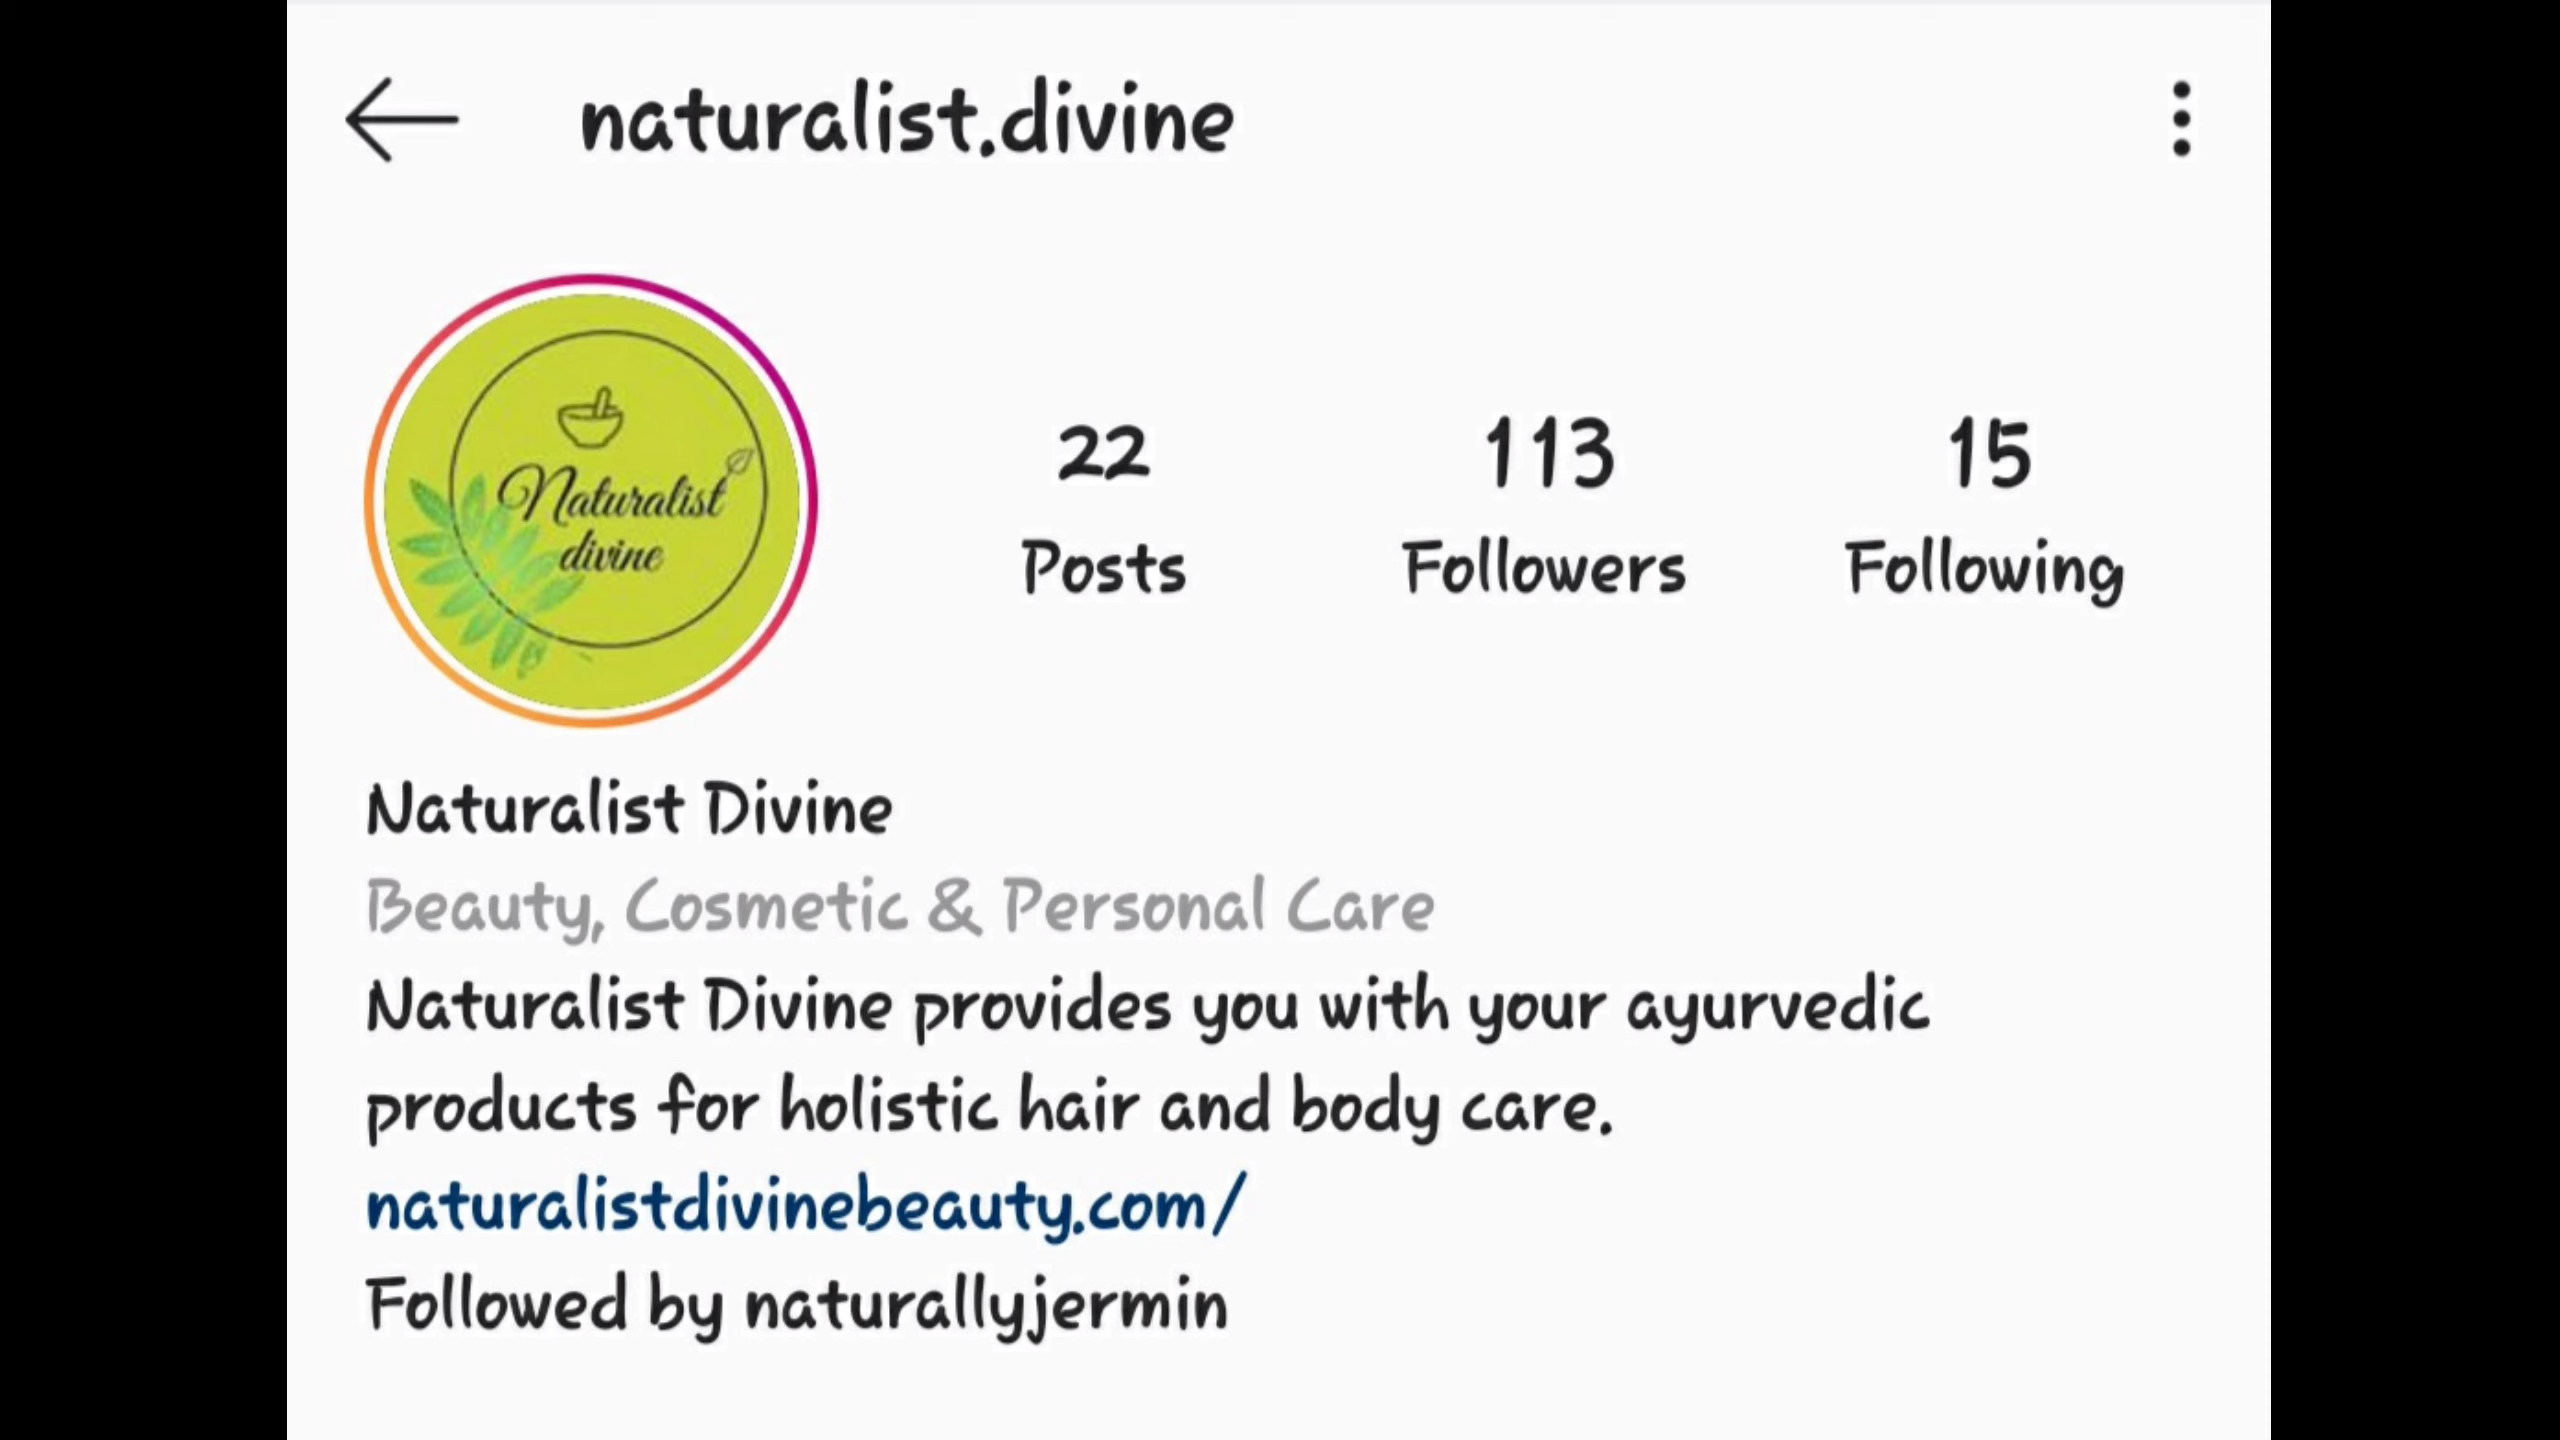 naturalist.divine
Naturalist
divine
22
Posts
113
Followers
15
Following
Naturalist Divine
Beauty, Cosmetic & Personal Care
Naturalist Divine provides you with your ayurvedic
products for holistic hair and body care.
naturalistdivinebeauty.com/
Followed by naturallyjermin